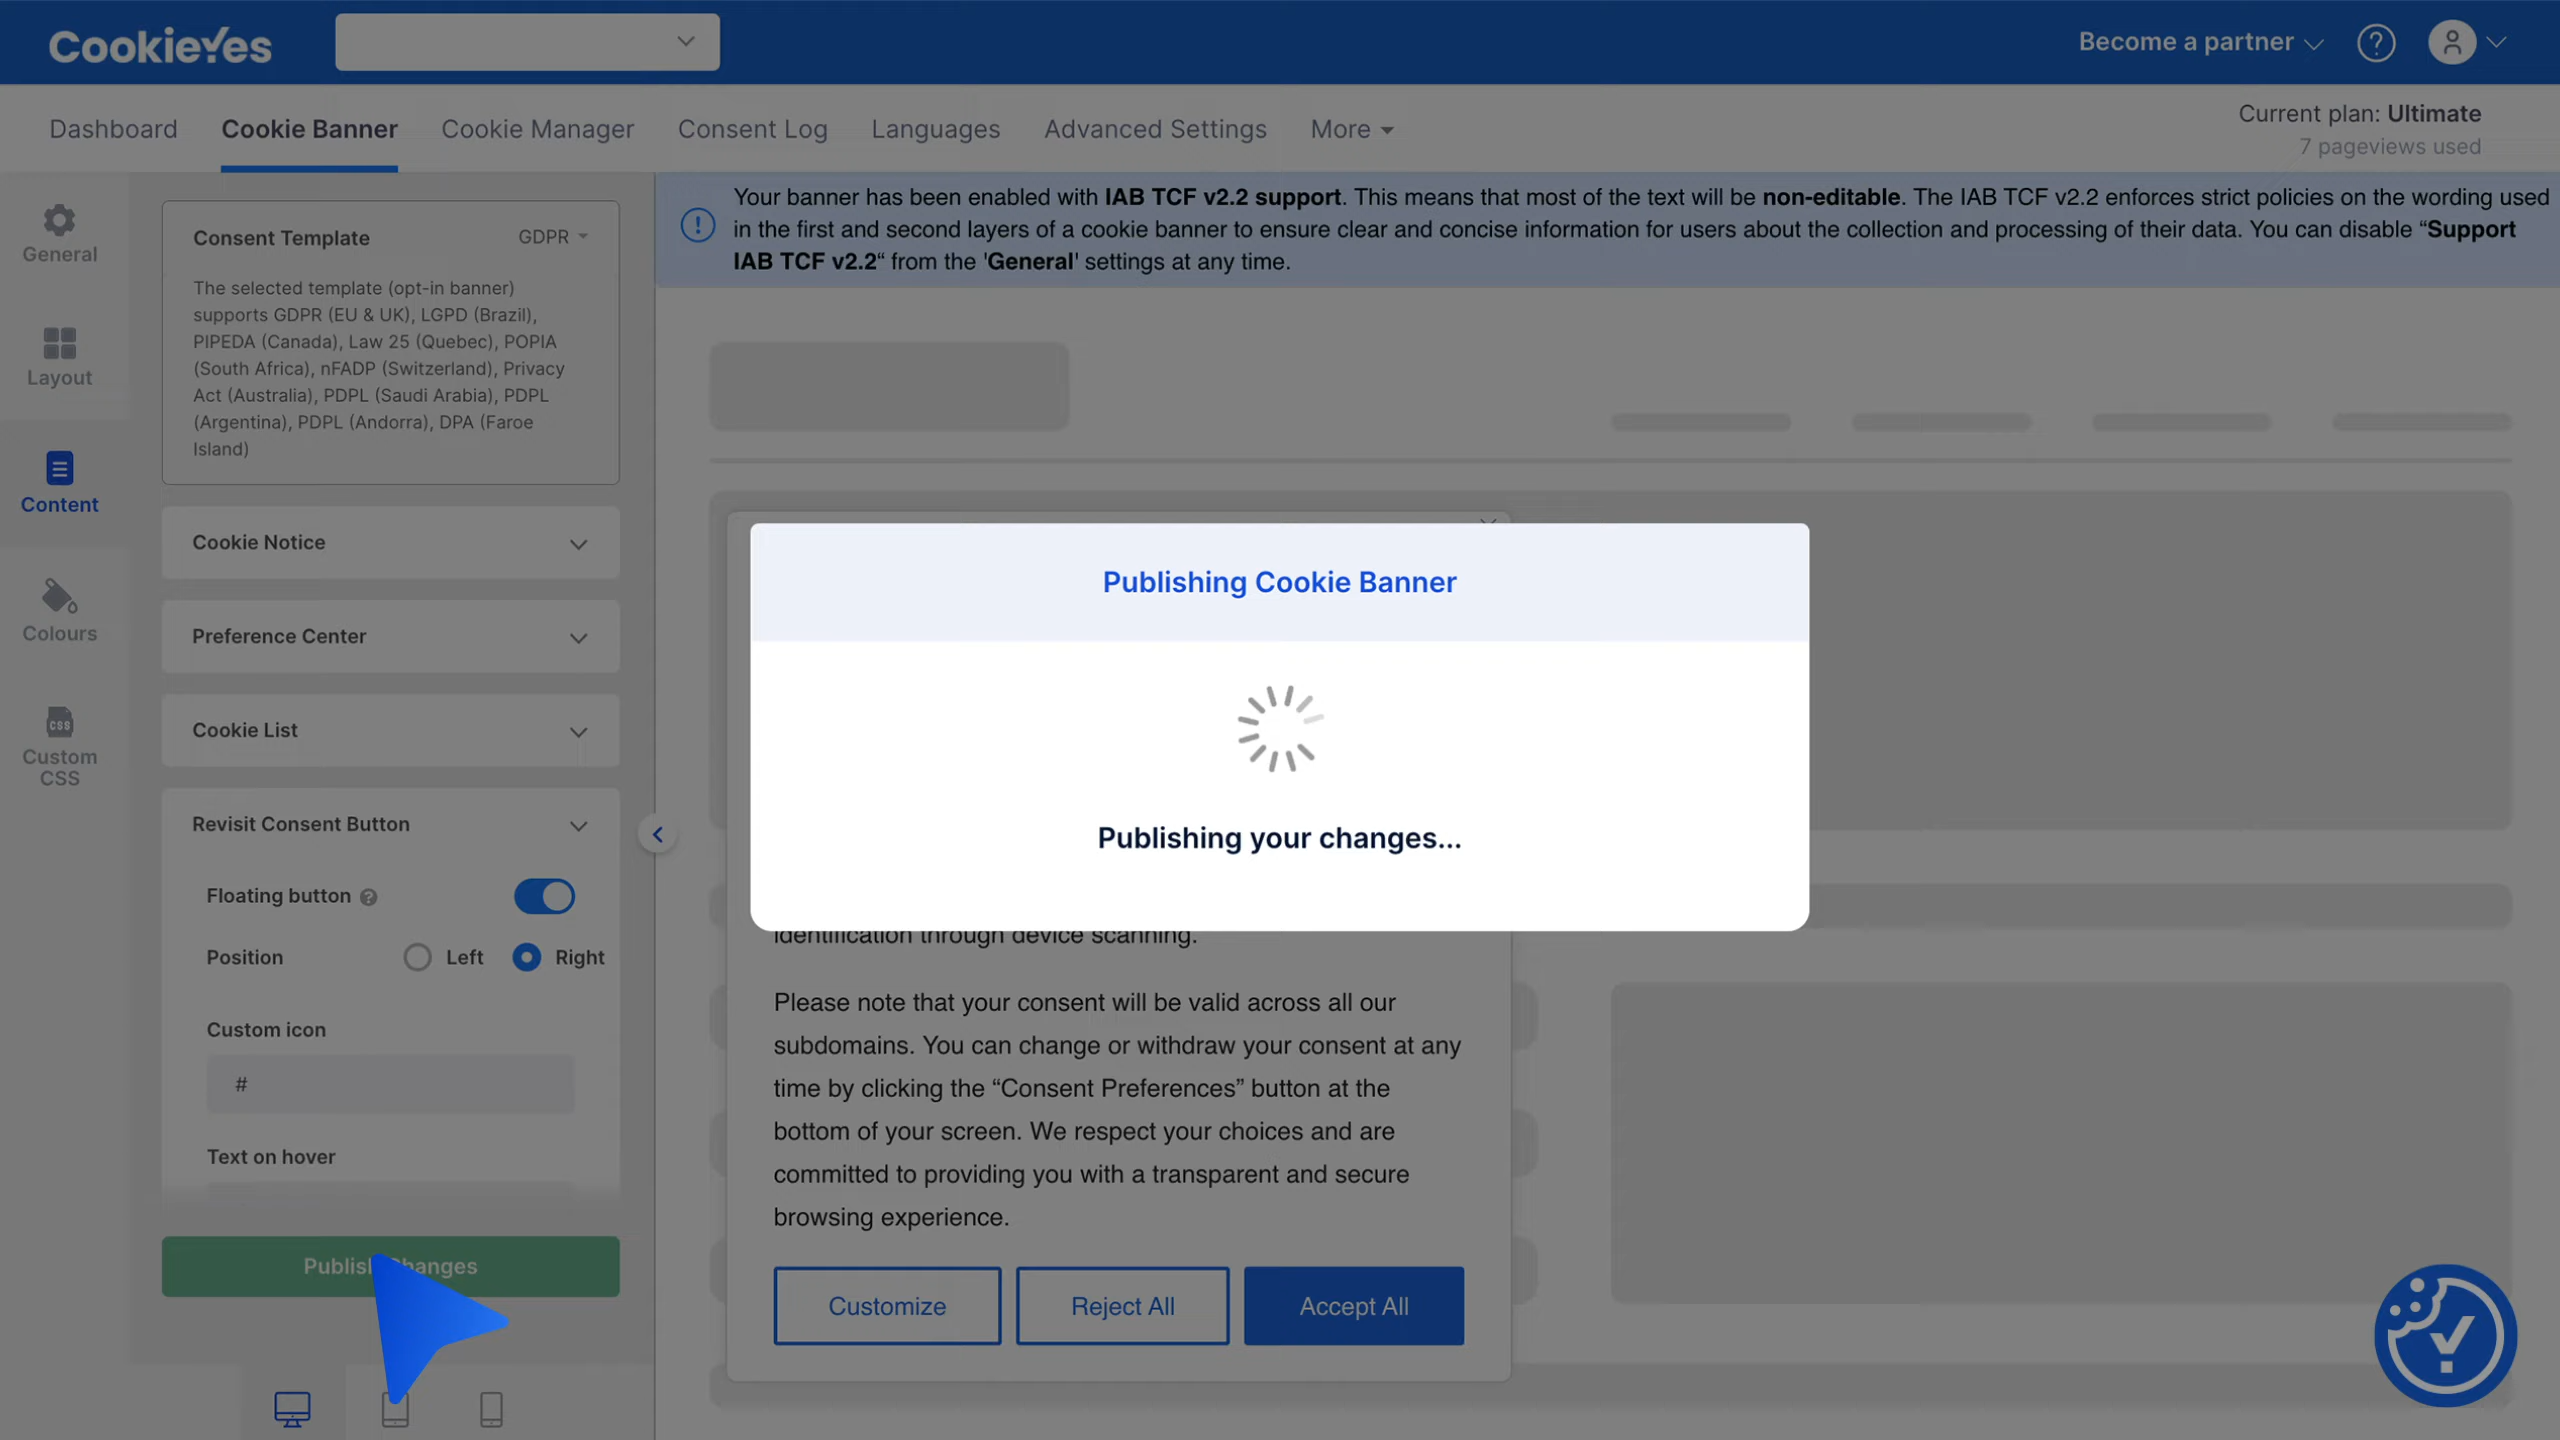 CookieYes
Become a partner
Dashboard
Cookie Banner
Cookie Manager
Consent Log
Languages
Advanced Settings
More
Current plan: Ultimate
7 pageviews used
General
Layout
Content
Colours
CSS
Custom
CSS
Consent Template
GDPR
The selected template (opt-in banner)
supports GDPR (EU & UK), LGPD (Brazil),
PIPEDA (Canada), Law 25 (Quebec), POPIA
(South Africa), nFADP (Switzerland), Privacy
Act (Australia), PDPL (Saudi Arabia), PDPL
(Argentina), PDPL (Andorra), DPA (Faroe
Island)
Cookie Notice
Preference Center
Cookie List
Revisit Consent Button
Floating button
Position
Left
Right
Custom icon
#
Text on hover
Publish Changes
Your banner has been enabled with IAB TCF v2.2 support. This means that most of the text will be non-editable. The IAB TCF v2.2 enforces strict policies on the wording used
in the first and second layers of a cookie banner to ensure clear and concise information for users about the collection and processing of their data. You can disable “Support
IAB TCF v2.2“ from the 'General' settings at any time.
Publishing Cookie Banner
Publishing your changes...
identification through device scanning.
Please note that your consent will be valid across all our
subdomains. You can change or withdraw your consent at any
time by clicking the “Consent Preferences” button at the
bottom of your screen. We respect your choices and are
committed to providing you with a transparent and secure
browsing experience.
Customize
Reject All
Accept All